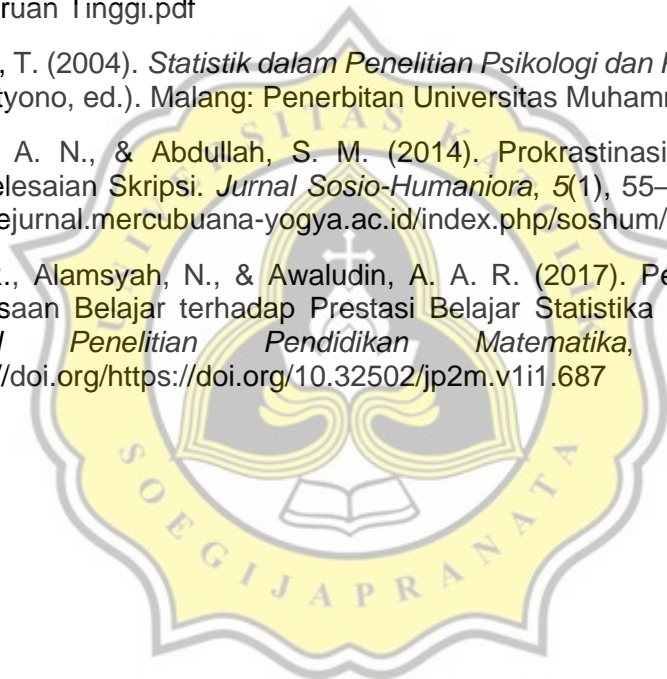 ruan Tinggi.pdf
, T. (2004). Statistik dalam Penelitian Psikologi dan
tyono, ed.). Malang: Penerbitan Universitas
A. N., & Abdullah, S. M. (2014). Prokrastinasi
elesaian Skripsi. Jurnal Sosio-Humaniora, 5(1), 55–
ejurnal.mercubuana-yogya.ac.id/index.php/soshum/
., Alamsyah, N., & Awaludin, A. A. R. (2017).
saan Belajar terhadap Prestasi Belajar Statistika
Penelitian Pendidikan Matematika,
//doi.org/https://doi.org/10.32502/jp2m.v1i1.687
UNIVERSITAS KATOLIK
SOEGIJAPRANATA